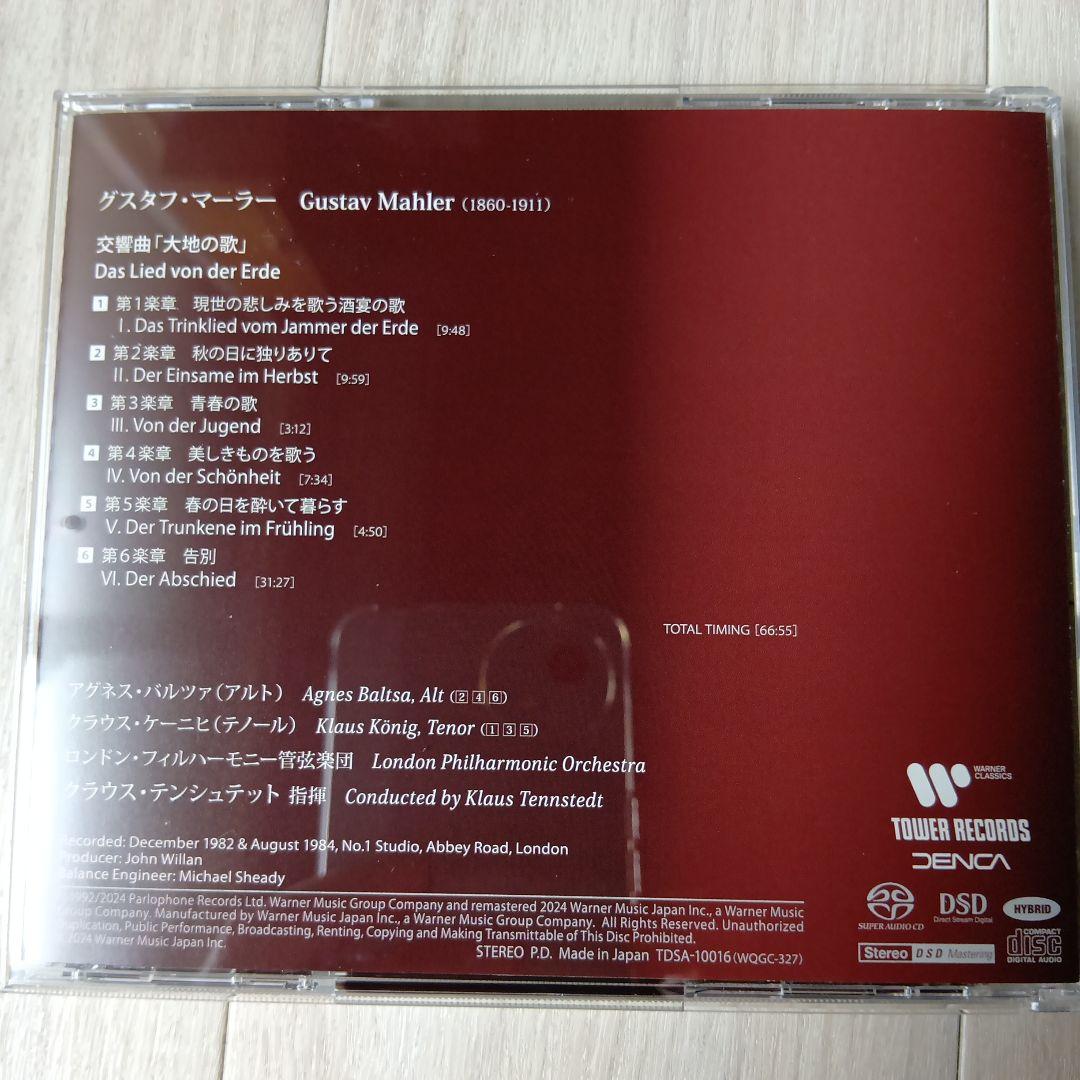 グスタフ・マーラー Gustav Mahler (1860-1911)
交響曲「大地の歌」
Das Lied von der Erde
1 第1楽章 現世の悲しみを歌う酒宴の歌
I. Das Trinklied vom Jammer der Erde [9:48]
2 第2楽章 秋の日に独りありて
II. Der Einsame im Herbst [9:59]
3 第3楽章 青春の歌
III. Von der Jugend [3:12]
4 第4楽章 美しきものを歌う
IV. Von der Schönheit [7:34]
5 第5楽章 春の日を酔いて暮らす
V. Der Trunkene im Frühling [4:50]
6 第6楽章 告別
VI. Der Abschied [31:27]
TOTAL TIMING [66:55]
アグネス・バルツァ(アルト) Agnes Baltsa, Alt (2 4 6)
クラウス・ケーニヒ(テノール) Klaus König, Tenor (1 3 5)
ロンドン・フィルハーモニー管弦楽団 London Philharmonic Orchestra
クラウス・テンシュテット 指揮 Conducted by Klaus Tennstedt
Recorded: December 1982 & August 1984, No.1 Studio, Abbey Road, London
Producer: John Willan
Balance Engineer: Michael Sheady
1992/2024 Parlophone Records Ltd. Warner Music Group Company and remastered 2024 Warner Music Japan Inc., a Warner Music
Group Company. Manufactured by Warner Music Japan Inc., a Warner Music Group Company. All Rights Reserved. Unauthorized
Duplication, Public Performance, Broadcasting, Renting, Copying and Making Transmittable of This Disc Prohibited.
2024 Warner Music Japan Inc.
STEREO P.D. Made in Japan TDSA-10016(WQGC-327)
WARNER
CLASSICS
TOWER RECORDS
DENCA
SUPER AUDIO CD
DSD
Direct Stream Digital
HYBRID
Stereo DSD Mastering
COMPACT
disc
DIGITAL AUDIO